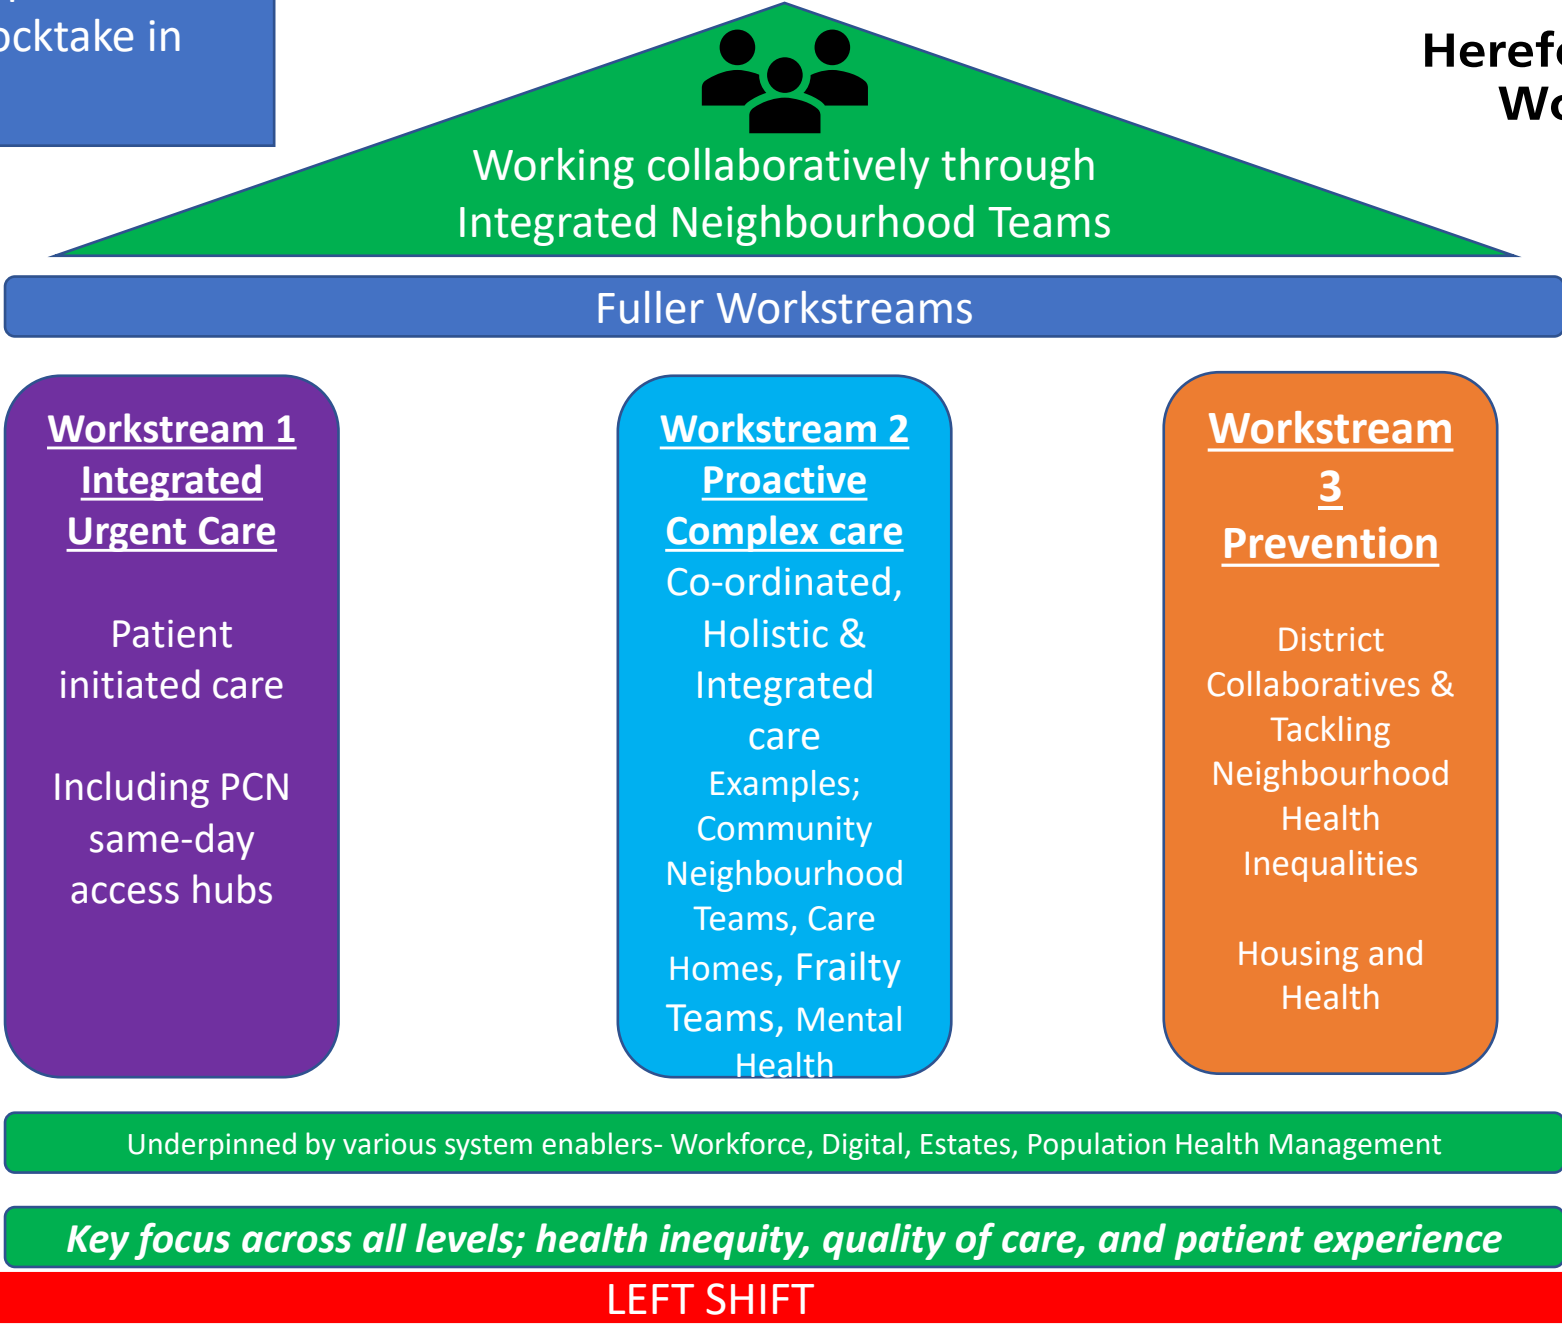 in
Working collaboratively through
Integrated Neighbourhood Teams
Fuller Workstreams
Workstream 1
Integrated
Urgent Care
Patient
initiated care
Including PCN
same-day
access hubs
Workstream 2
Proactive
Complex care
Co-ordinated,
Holistic &
Integrated
care
Examples;
Community
Neighbourhood
Teams, Care
Homes, Frailty
Teams, Mental
Health
Workstream
3
Prevention
District
Collaboratives &
Tackling
Neighbourhood
Health
Inequalities
Housing and
Health
Underpinned by various system enablers- Workforce, Digital, Estates, Population Health Management
Key focus across all levels; health inequity, quality of care, and patient experience
LEFT SHIFT